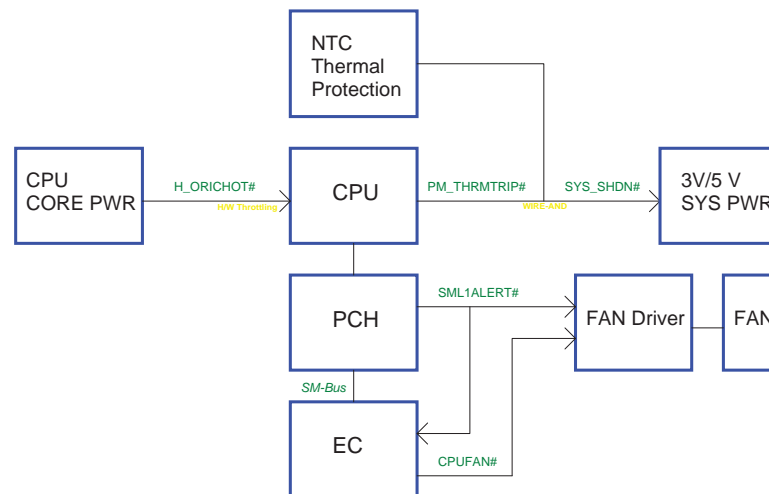 NTC
Thermal
Protection
CPU
CORE PWR
H_ORICHOT#
H/W Throttling
CPU
PM_THRMTRIP#
WIRE-AND
SYS_SHDN#
3V/5 V
SYS PWR
PCH
SML1ALERT#
FAN Driver
FAN
SM-Bus
EC
CPUFAN#